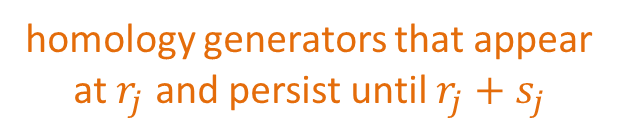 homology generators that appear
at $r_j$ and persist until $r_j + s_j$